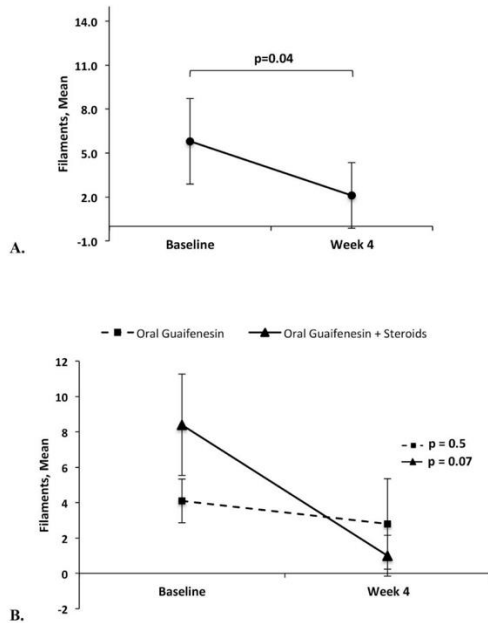 14.0
11.0
p=0.04
8.0
5.0
2.0
-1.0
Filaments, Mean
Baseline Week 4
A.
Oral Guaifenesin Oral Guaifenesin + Steroids
12
10
8
6
4
2
0
-2
Filaments, Mean
p = 0.5
p = 0.07
Baseline Week 4
B.